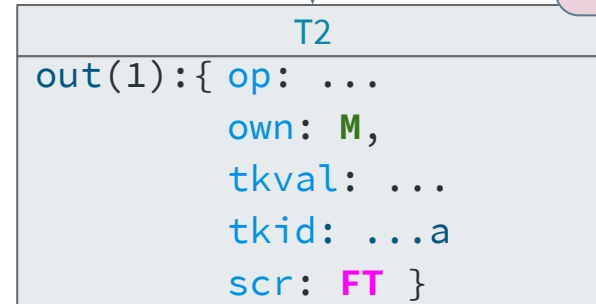 T2
out(1):{ op: ...
own: M,
tkval: ...
tkid: ...a
scr: FT }